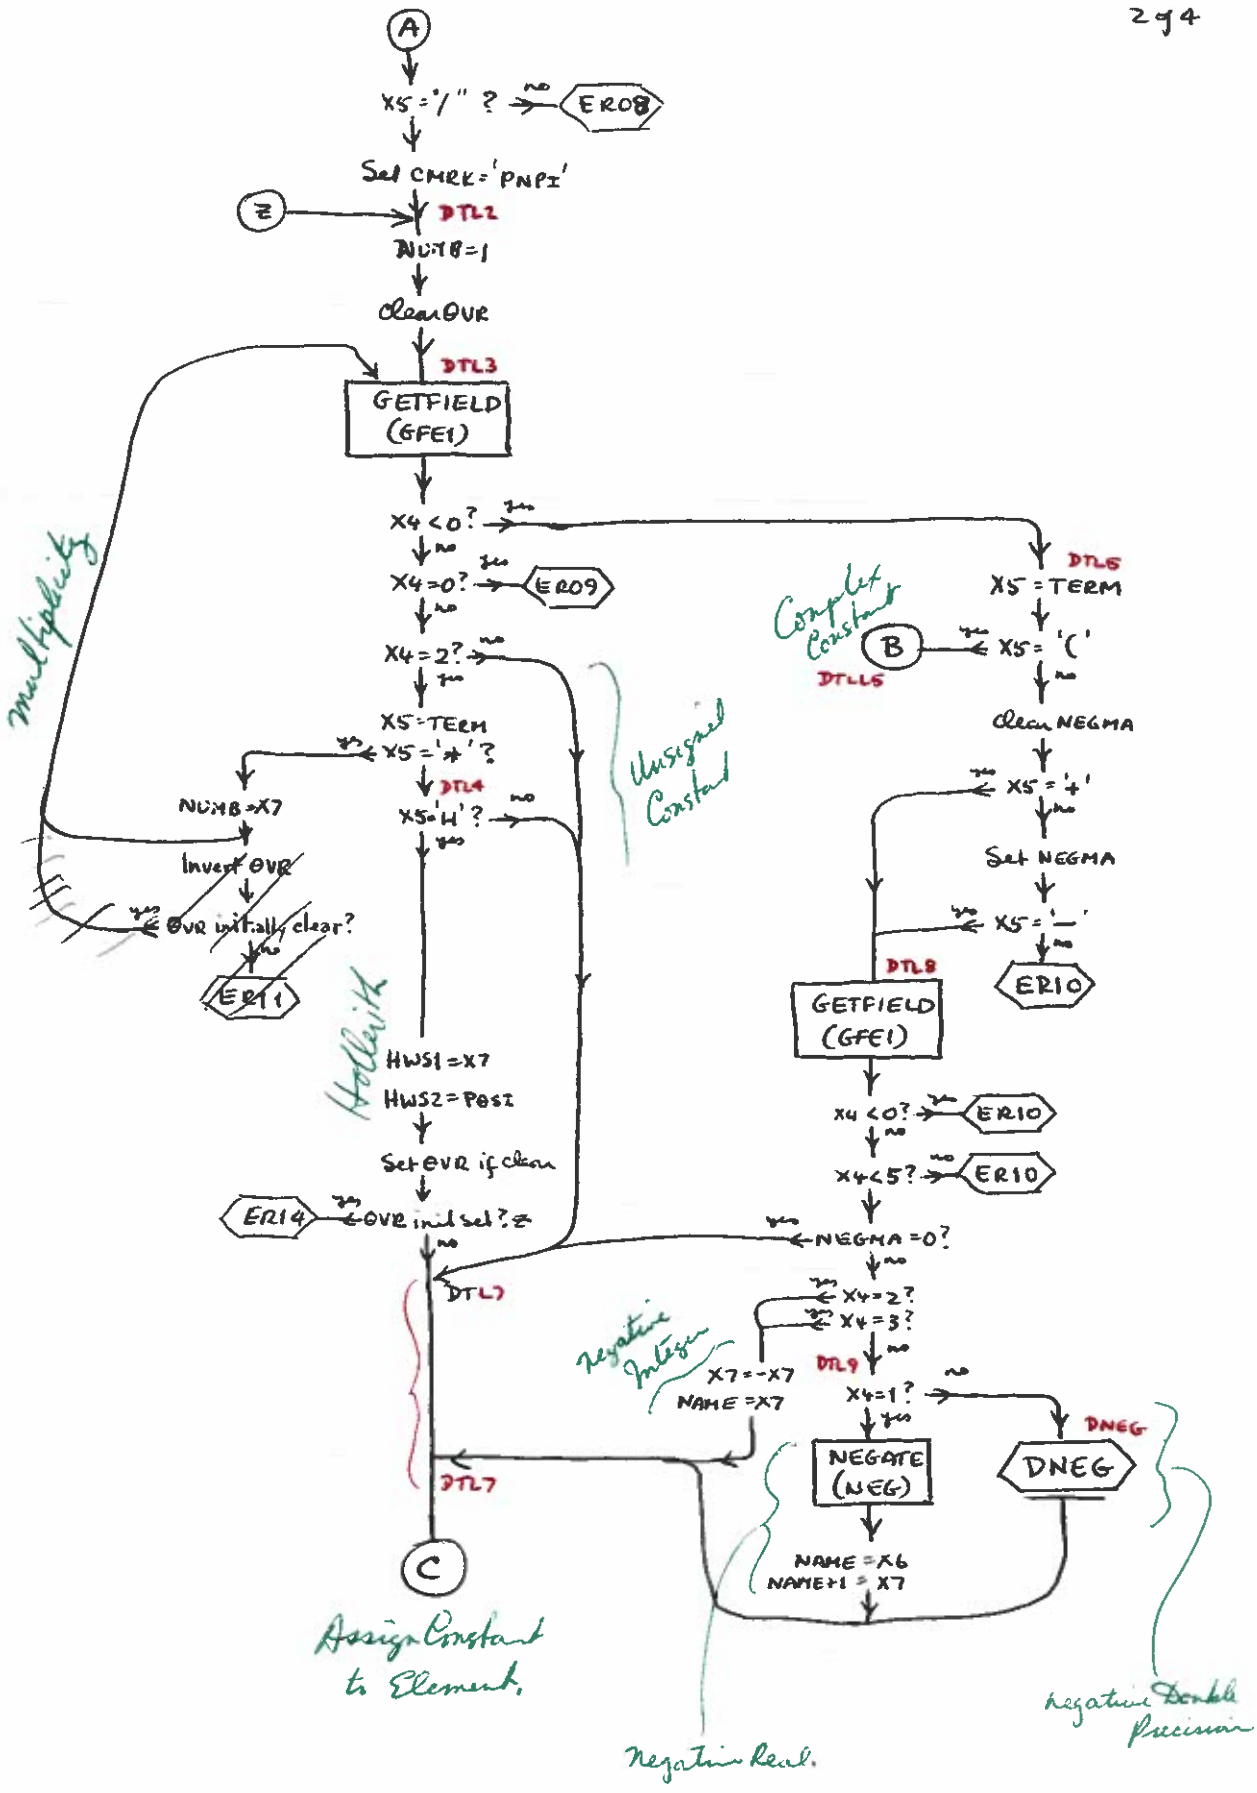 2 of 4
A
X5="/" ?
no
ER08
Set CMRK='PNPI'
Z
DTL2
NUMB=1
Clear OVR
DTL3
GETFIELD
(GFE1)
X4<0?
yes
no
X4=0?
yes
ER09
no
X4=2?
no
yes
X5=TERM
X5='*'?
yes
DTL4
NUMB=X7
X5='H'?
no
yes
Multiplicity
Invert OVR
OVR initially clear?
yes
no
ER11
Unsigned
Constant
Hollerith
HWS1=X7
HWS2=POSI
Set OVR if clear
OVR init set?
yes
ER14
no
DTL7
DTL5
X5=TERM
Complex
Constant
B
DTLL5
X5='('
yes
no
Clear NEGMA
X5='+'
yes
no
Set NEGMA
X5='-'
yes
no
ER10
DTL8
GETFIELD
(GFE1)
X4<0?
yes
ER10
no
X4<5?
no
ER10
NEGMA=0?
yes
no
X4=2?
yes
X4=3?
yes
no
negative
Integer
X7=-X7
NAME=X7
DTL9
X4=1?
no
yes
DNEG
DNEG
NEGATE
(NEG)
NAME=X6
NAME+1=X7
DTL7
C
Assign Constant
to Element.
Negative Real.
negative Double
Precision